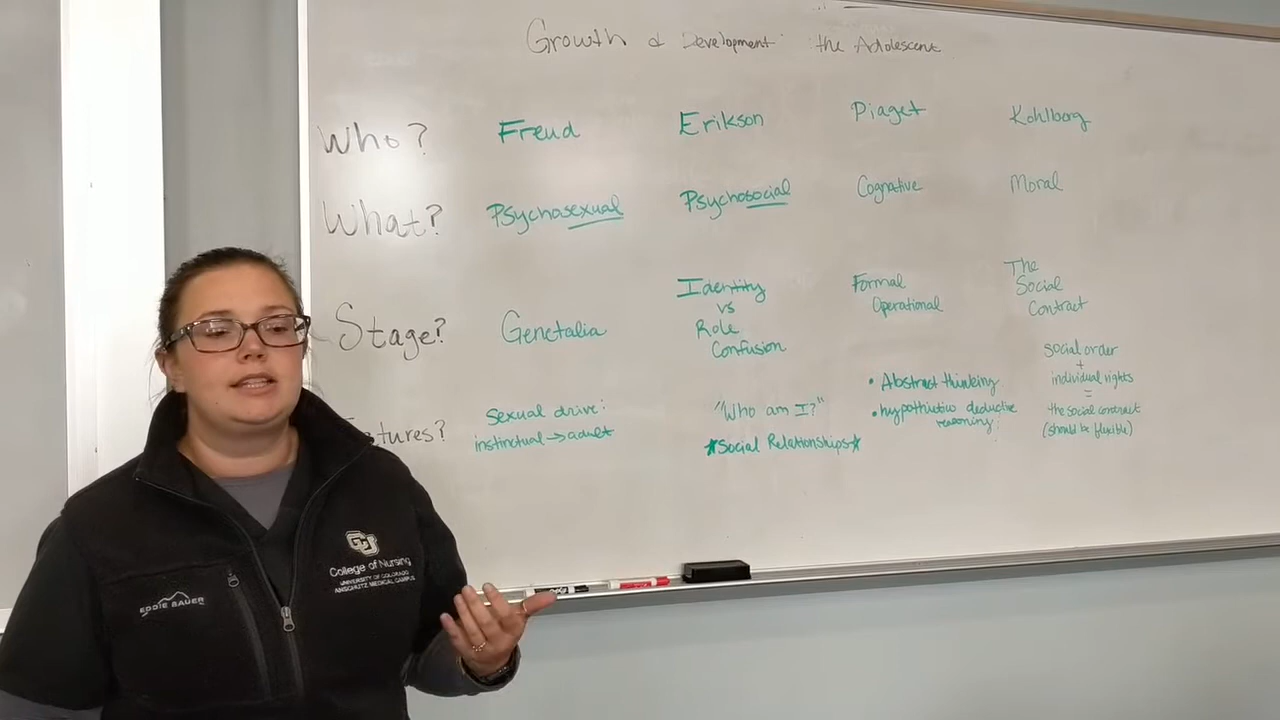 Growth & Development: the Adolescent
Who? Freud Erikson Piaget Kohlberg
What? Psychosexual Psychosocial Cognitive Moral
Stage? Genetalia
Identity
vs
Role
Confusion
Formal
Operational
The
Social
Contract
tures?
Sexual drive:
instinctual → adult
"Who am I?"
★Social Relationships★
• Abstract thinking
• hypothetico deductive
reasoning:
social order
+
individual rights
=
the social contract
(should be flexible)
CU
College of Nursing
UNIVERSITY OF COLORADO
ANSCHUTZ MEDICAL CAMPUS
EDDIE BAUER